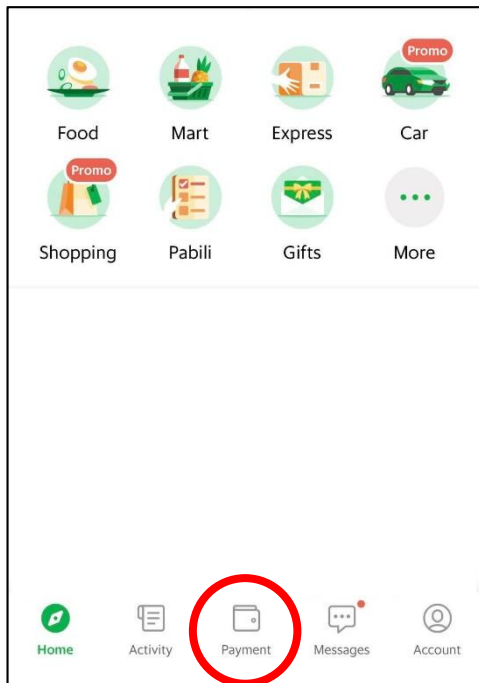 Promo
Food Mart Express Car
Promo
Shopping Pabili Gifts More
Home Activity Payment Messages Account